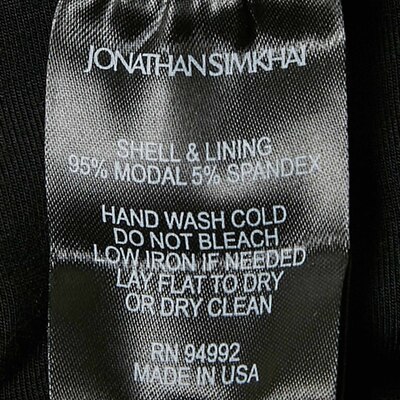 JONATHAN SIMKHAI
SHELL & LINING
95% MODAL 5% SPANDEX
HAND WASH COLD
DO NOT BLEACH
LOW IRON IF NEEDED
LAY FLAT TO DRY
OR DRY CLEAN
RN 94992
MADE IN USA